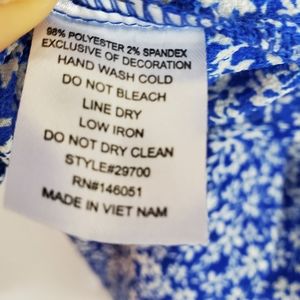 98% POLYESTER 2% SPANDEX
EXCLUSIVE OF DECORATION
HAND WASH COLD
DO NOT BLEACH
LINE DRY
LOW IRON
DO NOT DRY CLEAN
STYLE#29700
RN#146051
MADE IN VIET NAM